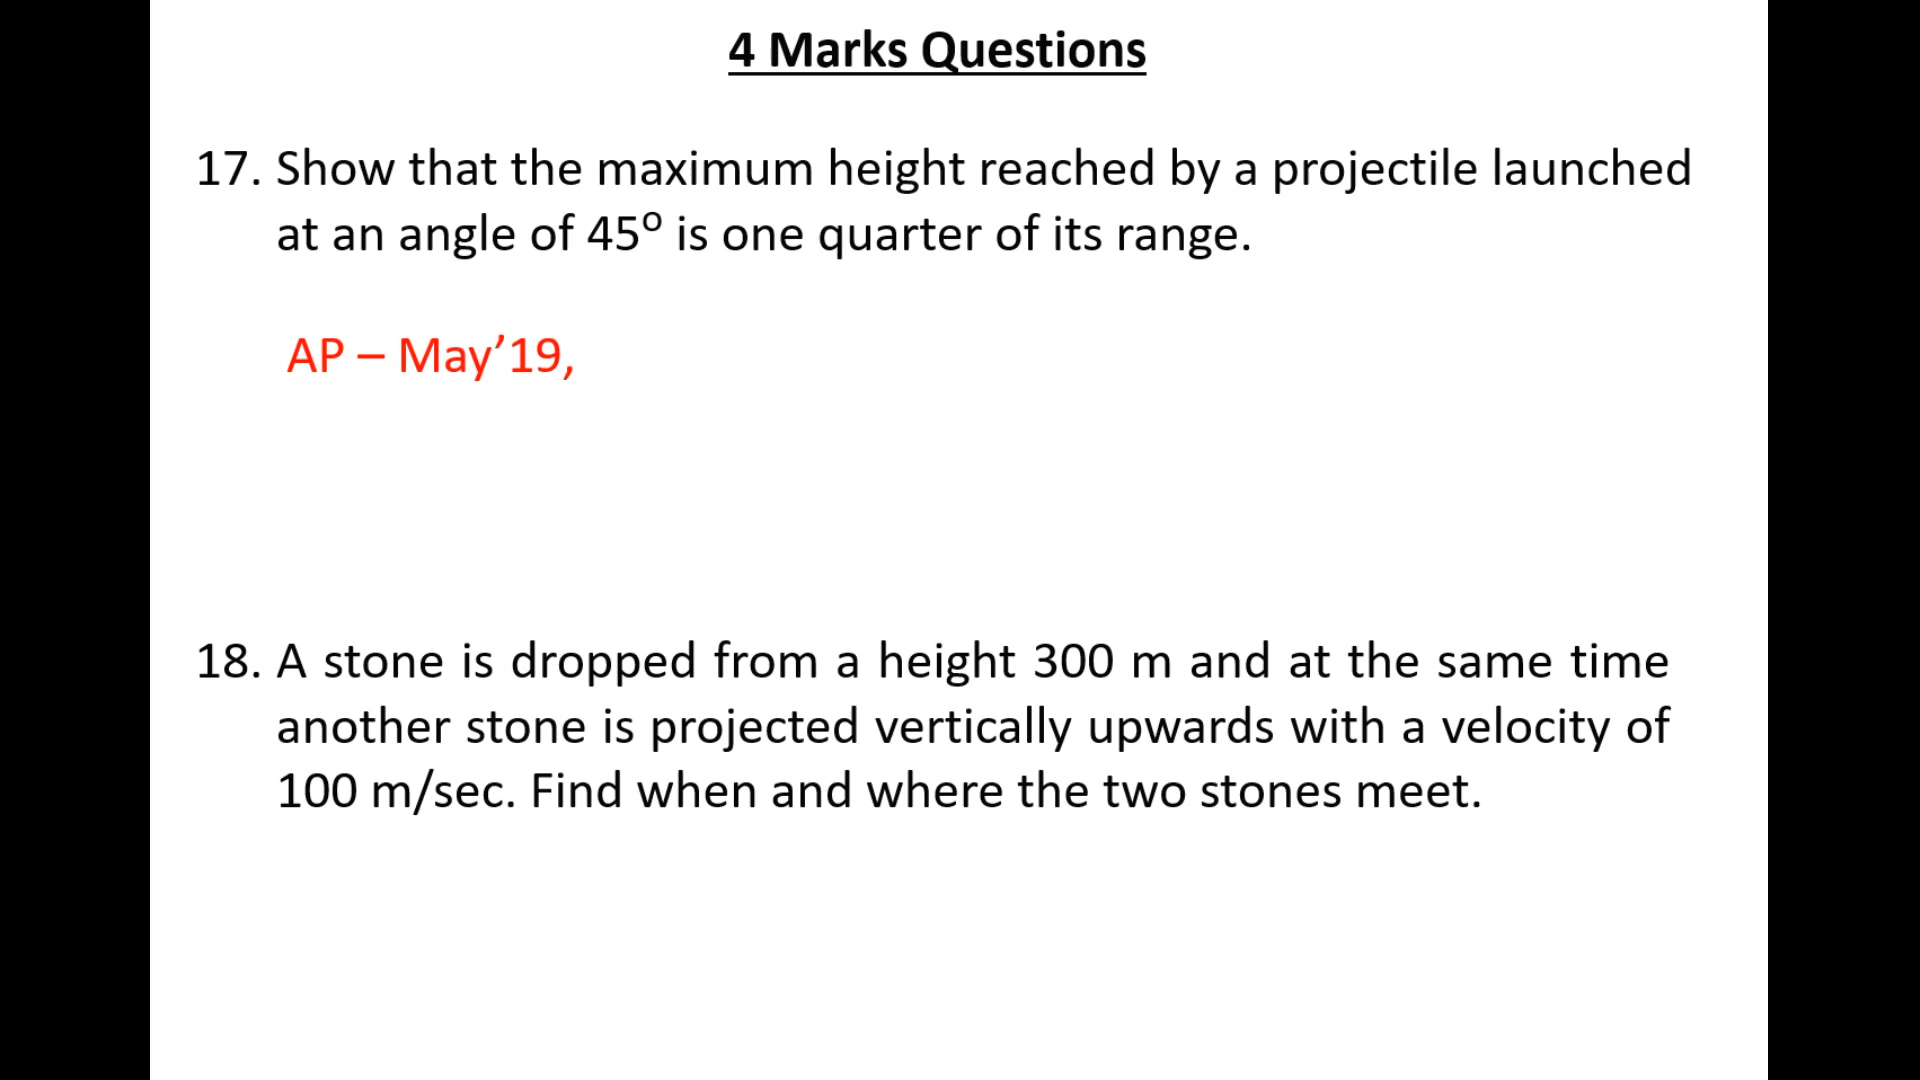 4 Marks Questions
17. Show that the maximum height reached by a projectile launched
at an angle of 45⁰ is one quarter of its range.
AP – May’19,
18. A stone is dropped from a height 300 m and at the same time
another stone is projected vertically upwards with a velocity of
100 m/sec. Find when and where the two stones meet.